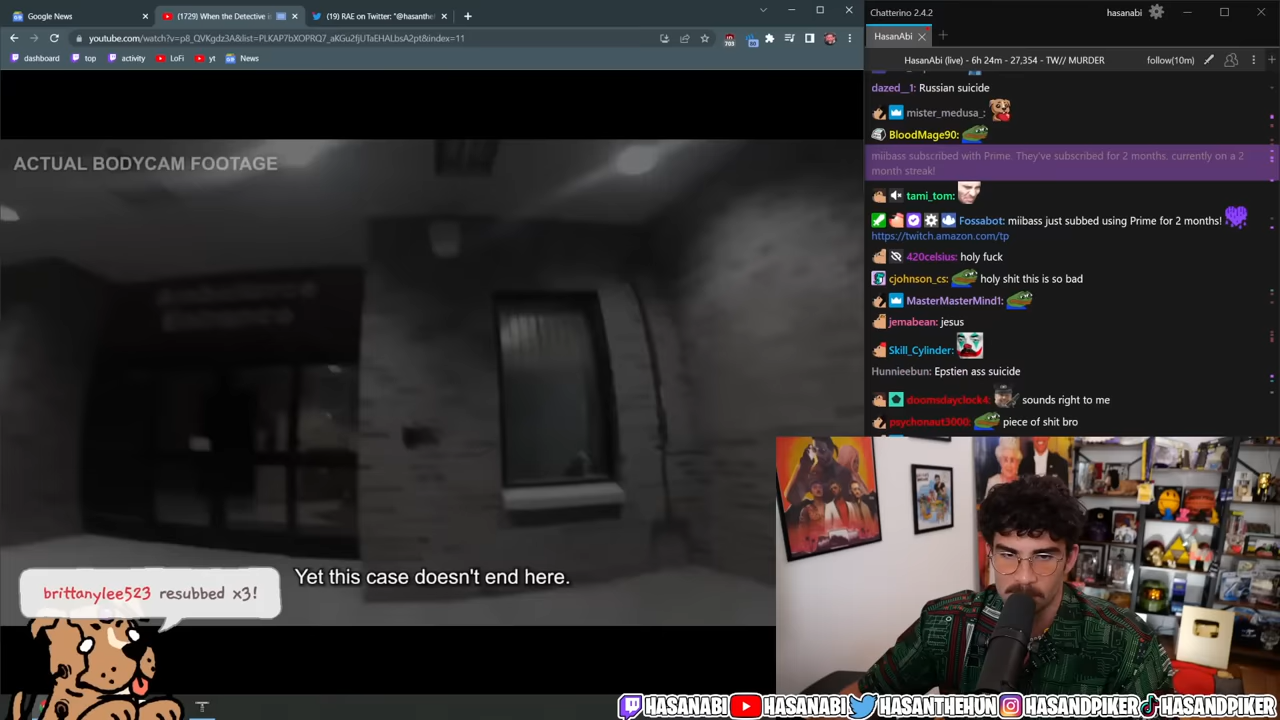 Google News
(1729) When the Detective i
(19) RAE on Twitter: "@hasanthe
youtube.com/watch?v=p8_QVKgdz3A&list=PLKAP7bXOPRQ7_aKGu2fjUTaEHALbsA2pt&index=11
703
dashboard
top
activity
LoFi
yt
News
ACTUAL BODYCAM FOOTAGE
Yet this case doesn't end here.
brittanylee523 resubbed x3!
Chatterino 2.4.2
hasanabi
HasanAbi
HasanAbi (live) - 6h 24m - 27,354 - TW// MURDER
follow(10m)
dazed__1: Russian suicide
mister_medusa_:
BloodMage90:
miibass subscribed with Prime. They've subscribed for 2 months, currently on a 2
month streak!
tami_tom:
Fossabot: miibass just subbed using Prime for 2 months!
https://twitch.amazon.com/tp
420celsius: holy fuck
cjohnson_cs: holy shit this is so bad
MasterMasterMind1:
jemabean: jesus
Skill_Cylinder:
Hunnieebun: Epstien ass suicide
doomsdayclock4: sounds right to me
psychonaut3000: piece of shit bro
HASANABI
HASANABI
HASANTHEHUN
HASANDPIKER
HASANDPIKER